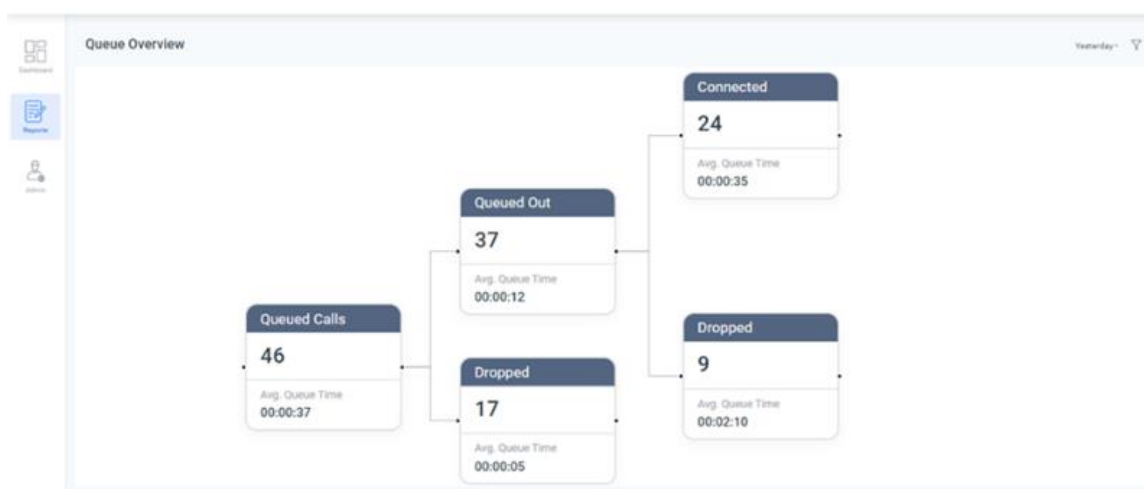 Queue Overview
Yesterday
Dashboard
Reports
Admin
Connected
24
Avg. Queue Time
00:00:35
Queued Out
37
Avg. Queue Time
00:00:12
Queued Calls
46
Avg. Queue Time
00:00:37
Dropped
17
Avg. Queue Time
00:00:05
Dropped
9
Avg. Queue Time
00:02:10